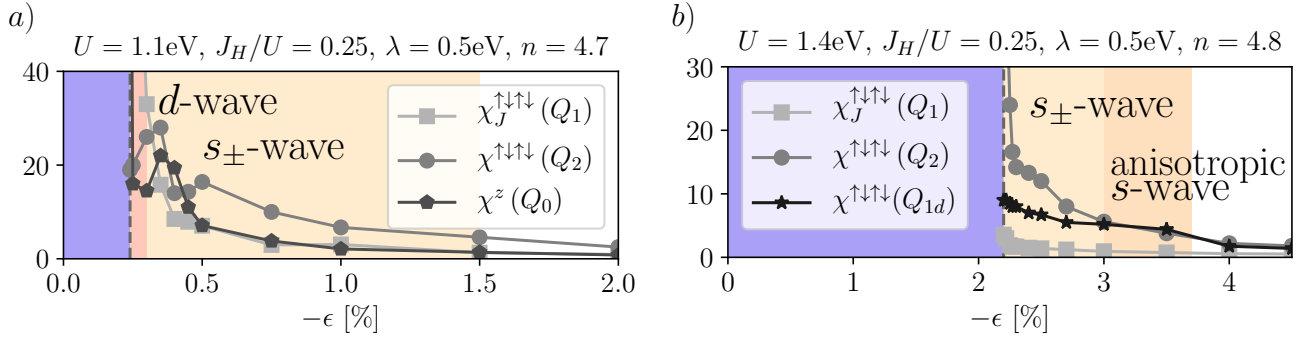 a)
U = 1.1eV, J_H/U = 0.25, λ = 0.5eV, n = 4.7
40
20
0
d-wave
s±-wave
χ_J^{↑↓↑↓}(Q_1)
χ^{↑↓↑↓}(Q_2)
χ^z (Q_0)
0.0 0.5 1.0 1.5 2.0
−ϵ [%]
b)
U = 1.4eV, J_H/U = 0.25, λ = 0.5eV, n = 4.8
30
20
10
0
χ_J^{↑↓↑↓}(Q_1)
χ^{↑↓↑↓}(Q_2)
χ^{↑↓↑↓}(Q_{1d})
s±-wave
anisotropic
s-wave
0 1 2 3 4
−ϵ [%]